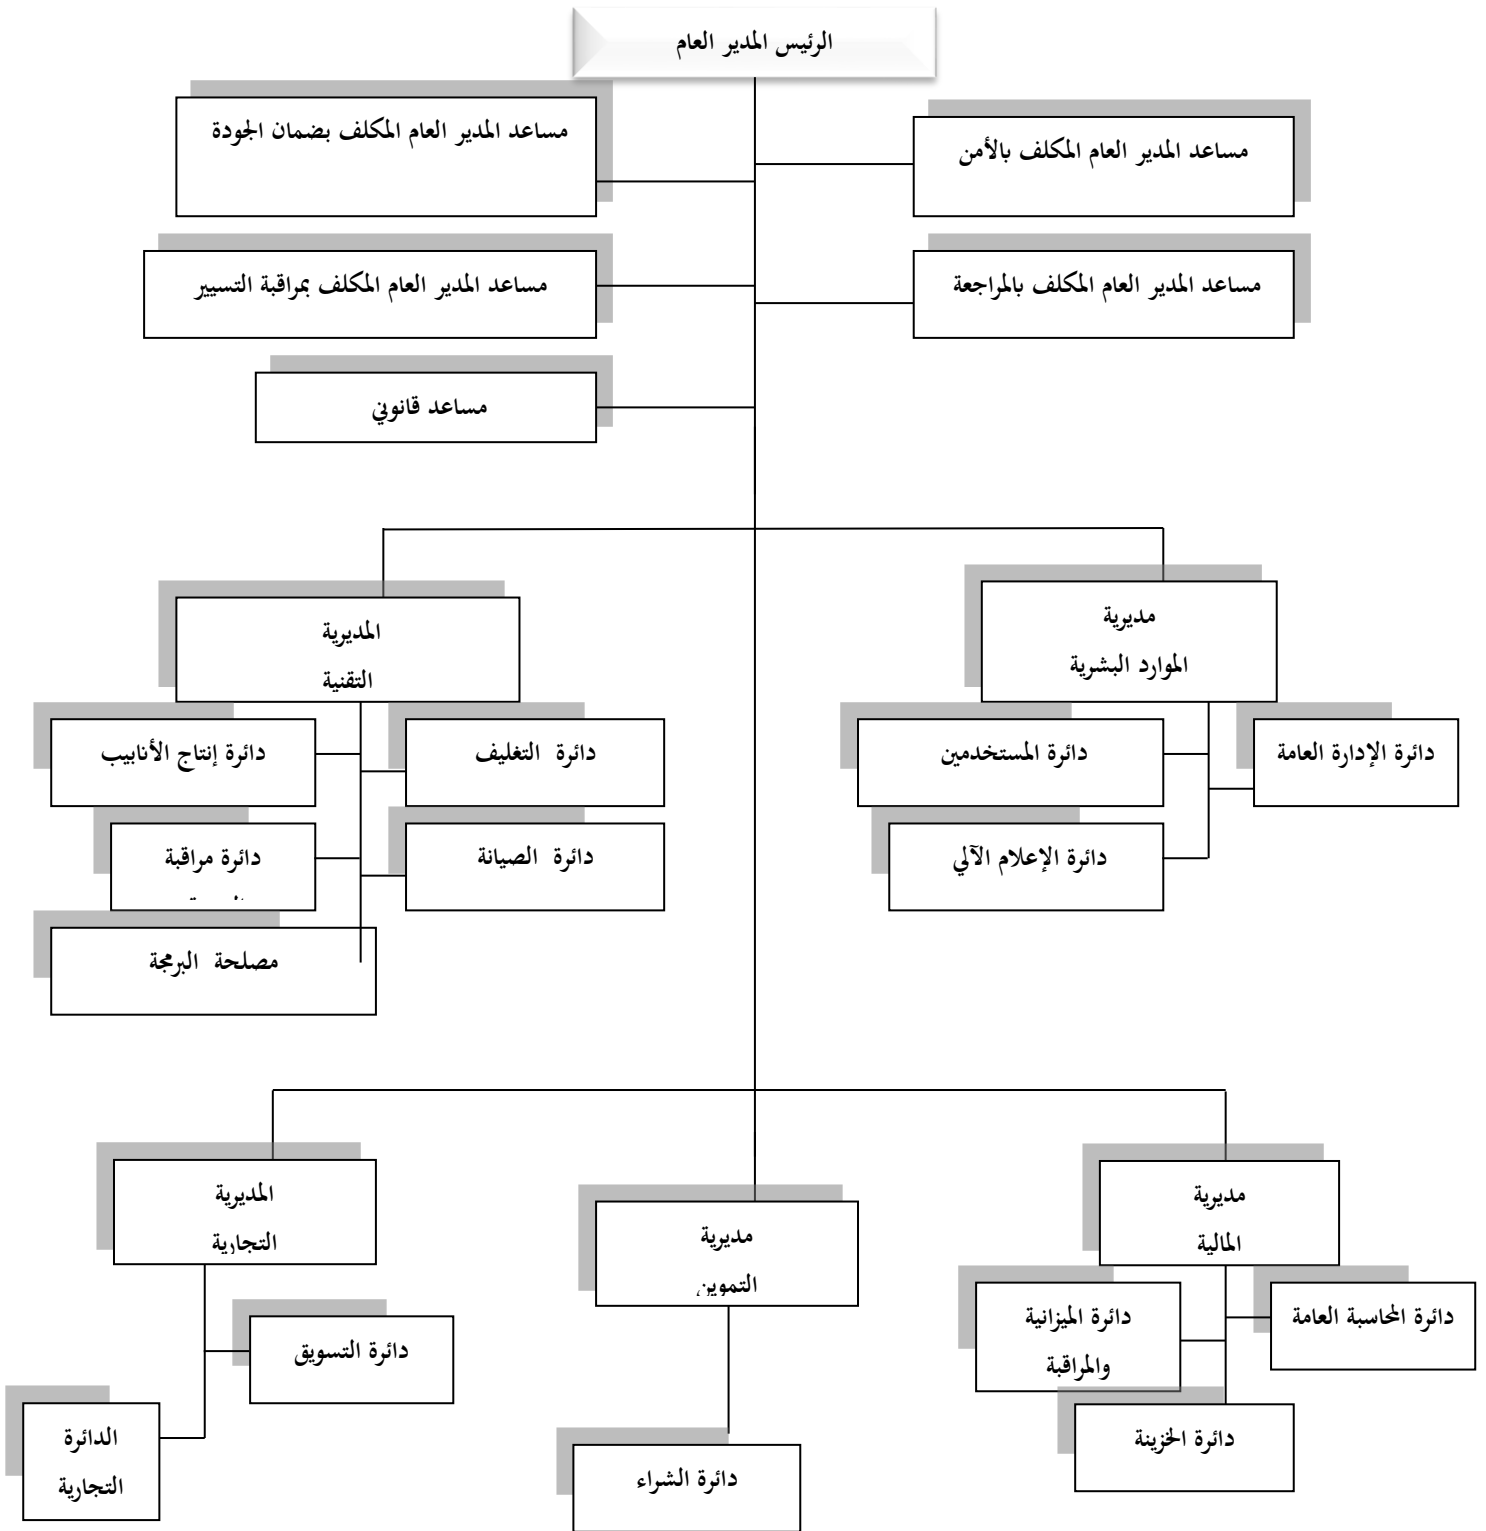 الرئيس المدير العام
مساعد المدير العام المكلف بالأمن
مساعد المدير العام المكلف بضمان الجودة
مساعد المدير العام المكلف بالمراجعة
مساعد المدير العام المكلف بمراقبة التسيير
مساعد قانوني
مديرية
الموارد البشرية
المديرية
التقنية
دائرة الإدارة العامة
دائرة المستخدمين
دائرة الإعلام الآلي
دائرة التغليف
دائرة إنتاج الأنابيب
دائرة الصيانة
دائرة مراقبة
مصلحة البرمجة
مديرية
المالية
مديرية
التموين
المديرية
التجارية
دائرة المحاسبة العامة
دائرة الميزانية
والمراقبة
دائرة الخزينة
دائرة الشراء
دائرة التسويق
الدائرة
التجارية